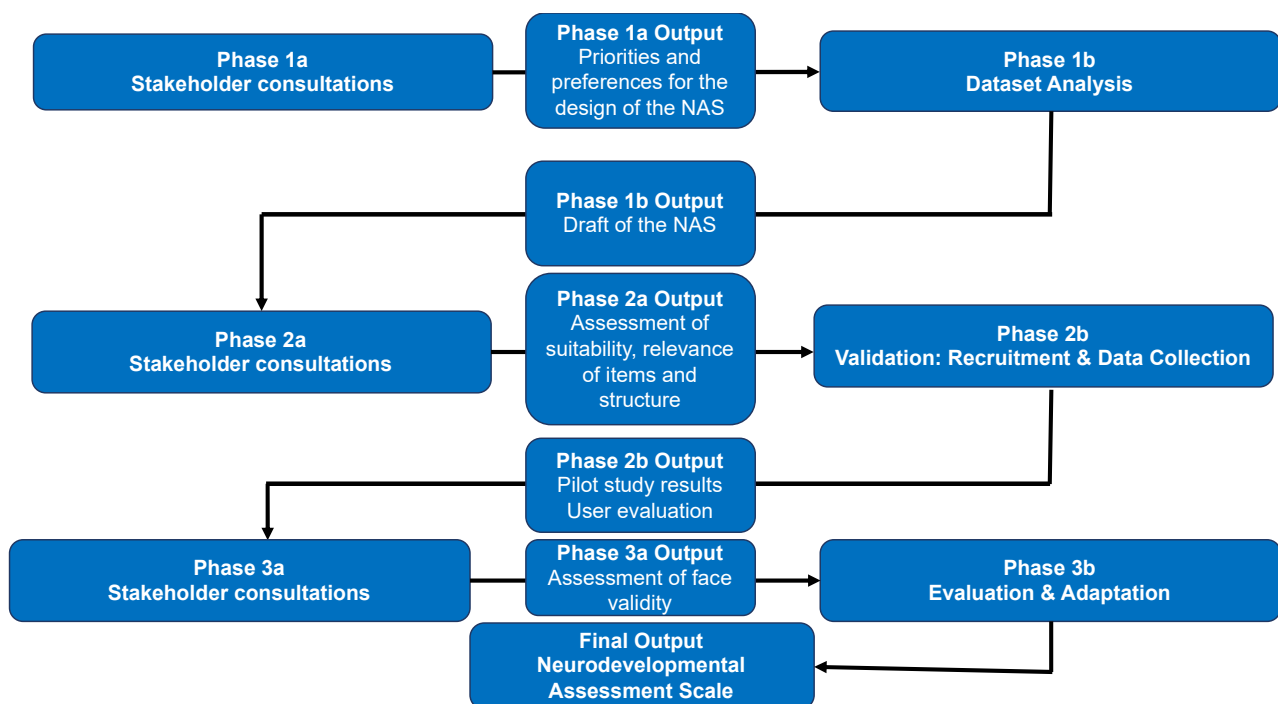 Phase 1a
Stakeholder consultations
Phase 1a Output
Priorities and
preferences for the
design of the NAS
Phase 1b
Dataset Analysis
Phase 1b Output
Draft of the NAS
Phase 2a
Stakeholder consultations
Phase 2a Output
Assessment of
suitability, relevance
of items and
structure
Phase 2b
Validation: Recruitment & Data Collection
Phase 2b Output
Pilot study results
User evaluation
Phase 3a
Stakeholder consultations
Phase 3a Output
Assessment of face
validity
Phase 3b
Evaluation & Adaptation
Final Output
Neurodevelopmental
Assessment Scale